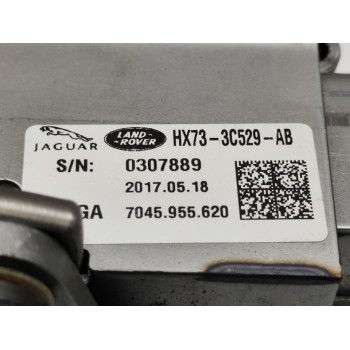 JAGUAR LAND-ROVER HX73-3C529-AB
S/N: 0307889
2017.05.18
GA 7045.955.620